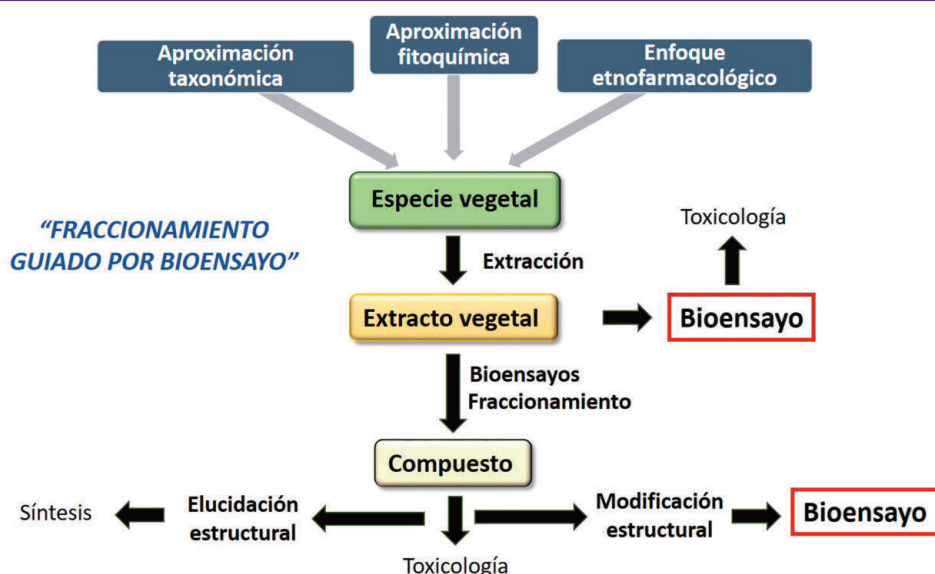 Aproximación
taxonómica
Aproximación
fitoquímica
Enfoque
etnofarmacológico
Especie vegetal
"FRACCIONAMIENTO
GUIADO POR BIOENSAYO"
Toxicología
Extracción
Extracto vegetal
Bioensayo
Bioensayos
Fraccionamiento
Compuesto
Síntesis
Elucidación
estructural
Modificación
estructural
Bioensayo
Toxicología